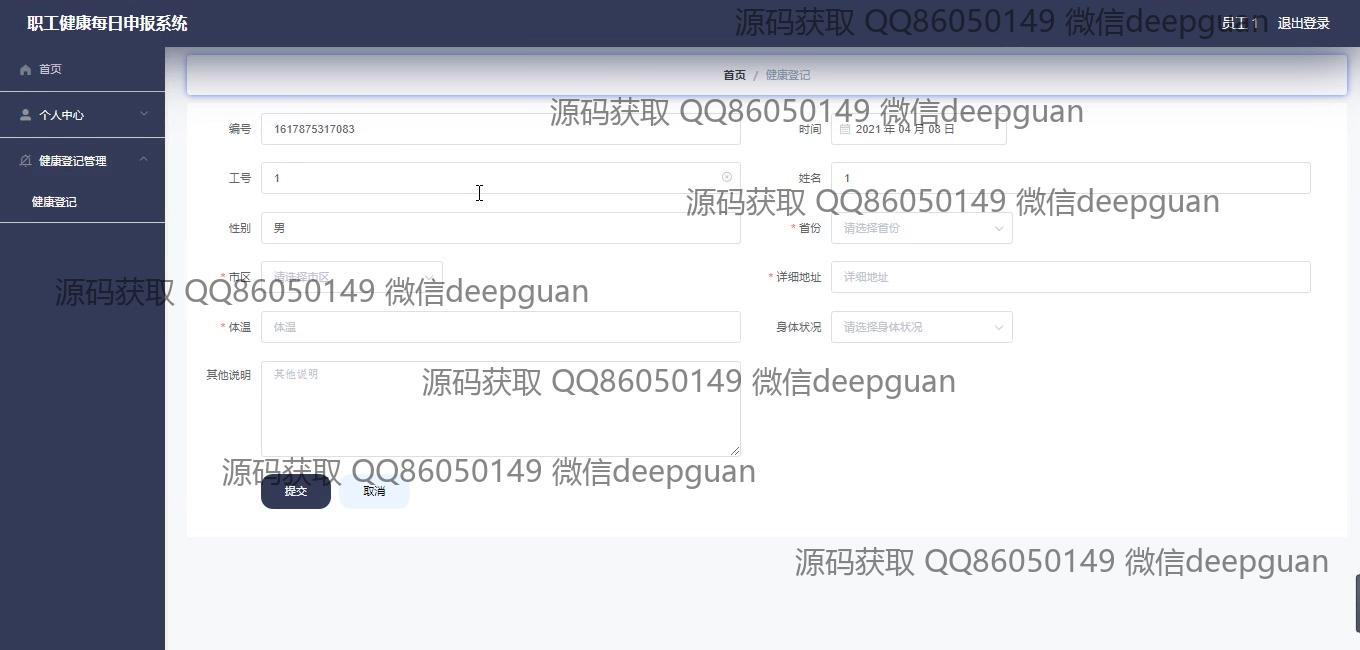 职工健康每日申报系统
源码获取 QQ86050149 微信deepguan
员工 1
退出登录
首页
个人中心
健康登记管理
健康登记
首页 / 健康登记
源码获取 QQ86050149 微信deepguan
编号 1617875317083
时间 2021 年 04 月 08 日
工号 1
姓名 1
源码获取 QQ86050149 微信deepguan
性别 男
* 首份 请选择首份
* 市区 请选择市区
* 详细地址 详细地址
源码获取 QQ86050149 微信deepguan
* 体温 体温
身体状况 请选择身体状况
其他说明 其他说明
源码获取 QQ86050149 微信deepguan
源码获取 QQ86050149 微信deepguan
提交
取消
源码获取 QQ86050149 微信deepguan